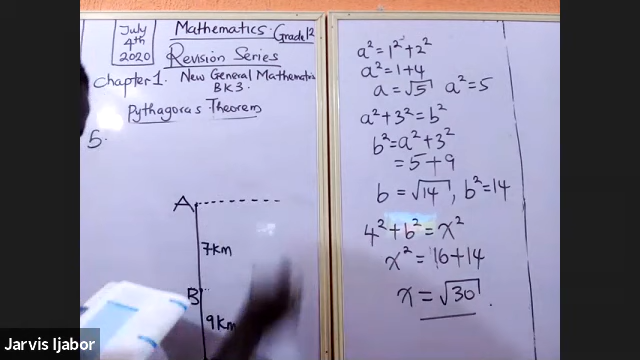 July
4th
2020
Mathematics. Grade 12
Revision Series
Chapter 1. New General Mathematics
BK 3.
Pythagoras Theorem
5.
A
7km
B
9km
a² = 1² + 2²
a² = 1 + 4
a = √5 a² = 5
a² + 3² = b²
b² = a² + 3²
= 5 + 9
b = √14, b² = 14
4² + b² = x²
x² = 16 + 14
x = √30.
Jarvis Ijabor